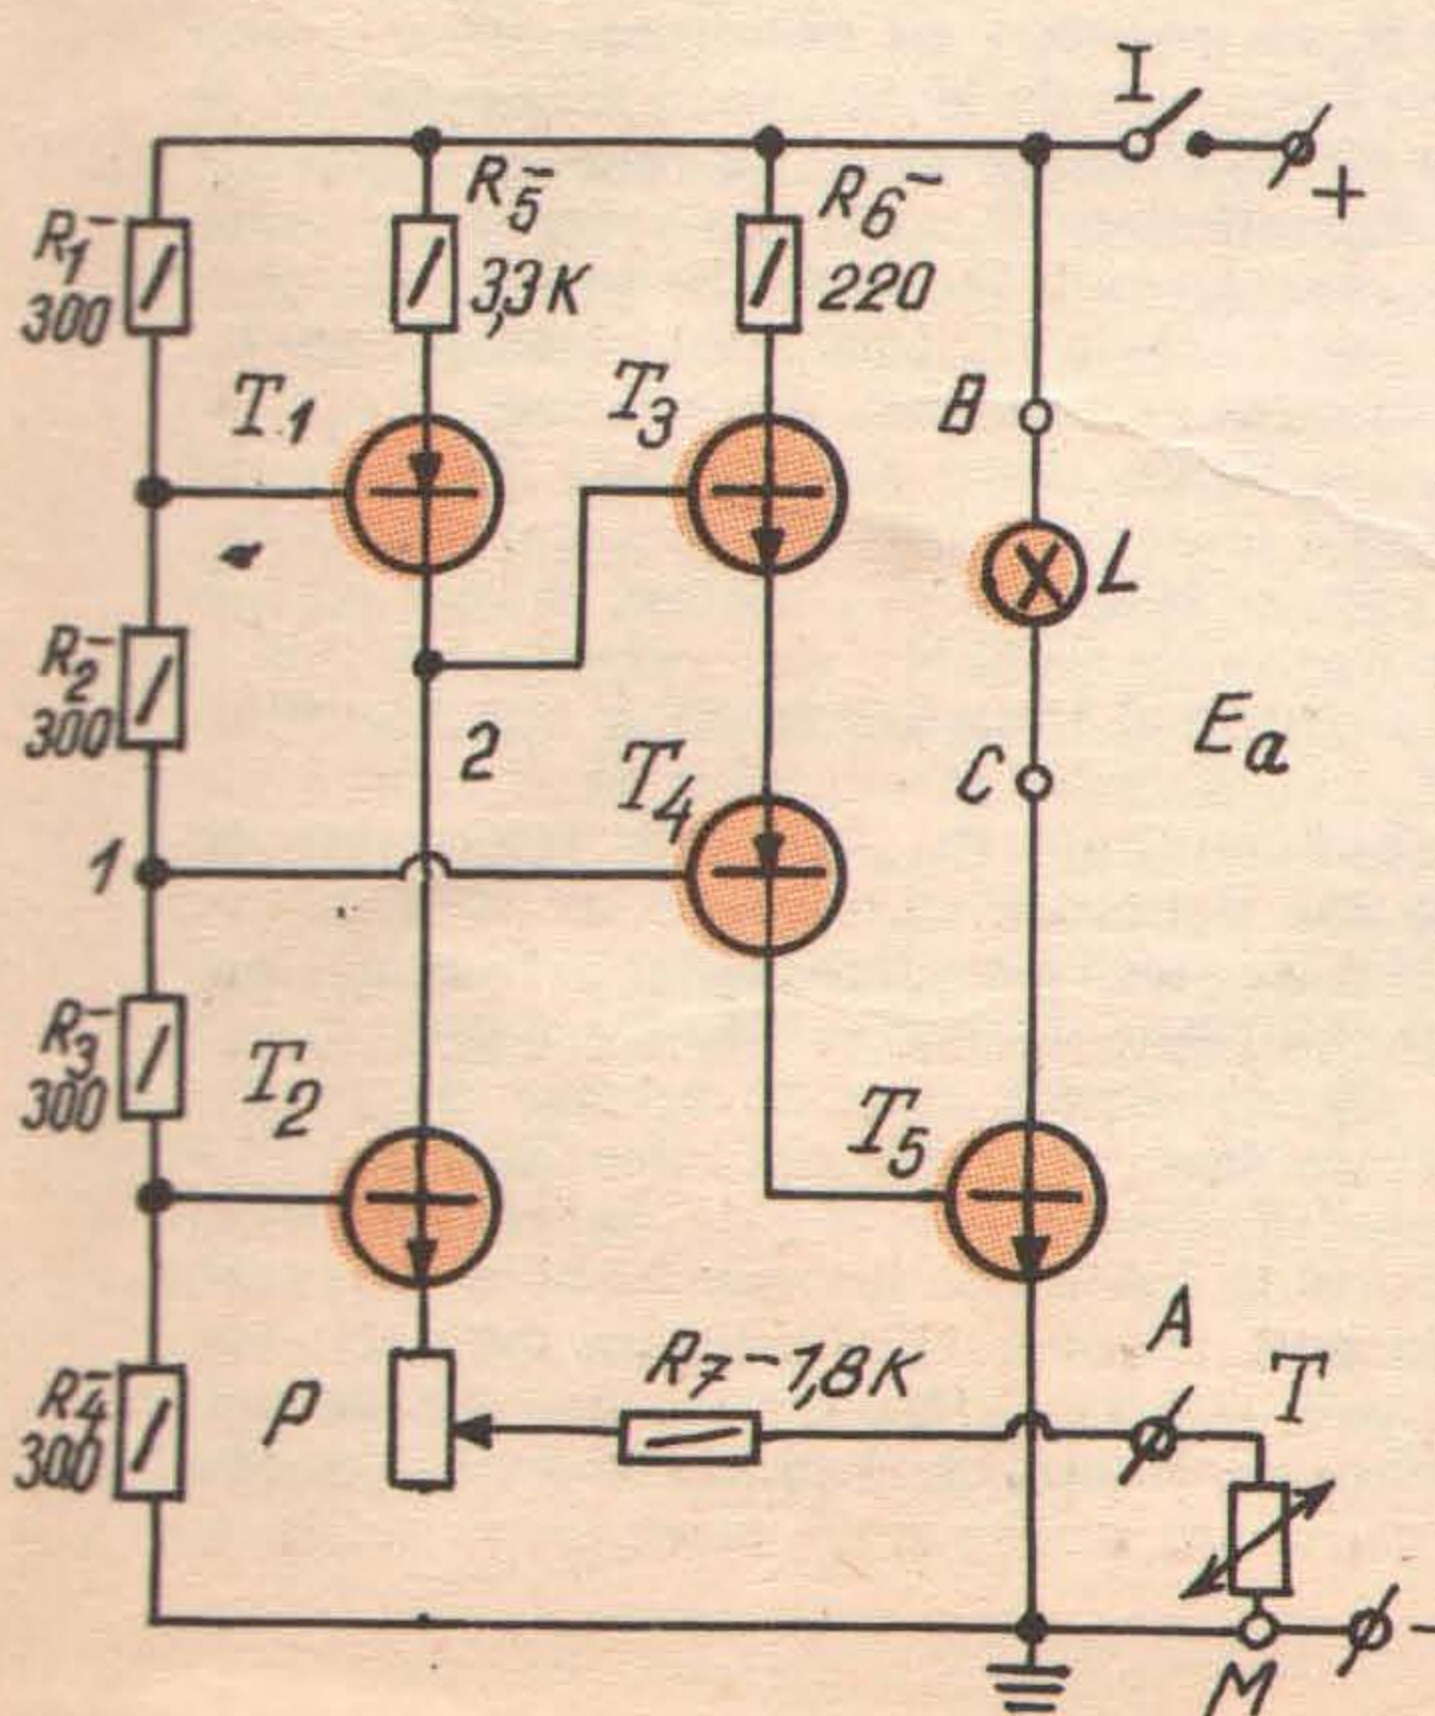 I
+
R1-
300
R5-
3,3K
R6-
220
T1
T3
B
L
R2-
300
2
T4
C
Ea
1
R3-
300
T2
T5
A
R4-
300
P
R7-1,8K
T
M
-